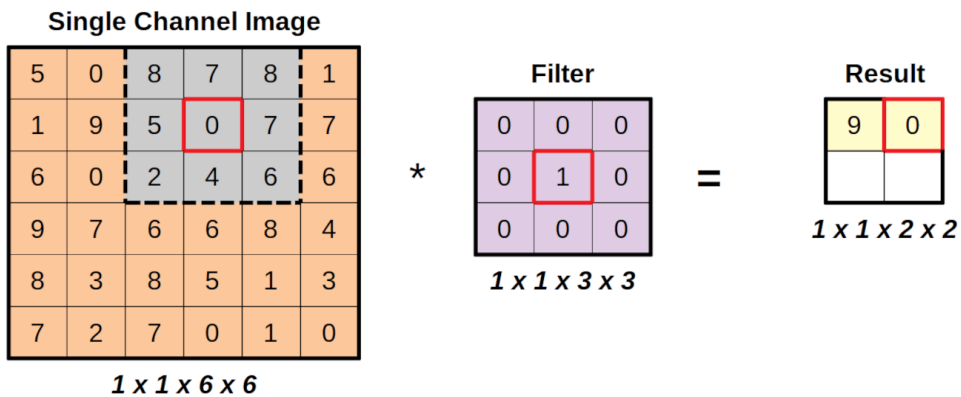 Single Channel Image
5 0 8 7 8 1
1 9 5 0 7 7
6 0 2 4 6 6
9 7 6 6 8 4
8 3 8 5 1 3
7 2 7 0 1 0
1 x 1 x 6 x 6
*
Filter
0 0 0
0 1 0
0 0 0
1 x 1 x 3 x 3
=
Result
9 0
1 x 1 x 2 x 2